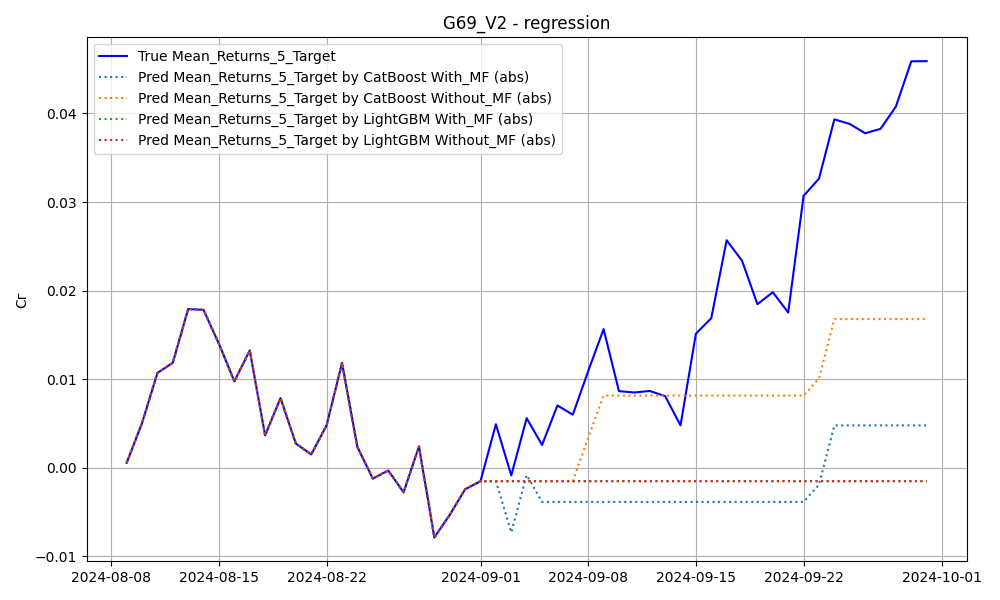 G69_V2 - regression
True Mean_Returns_5_Target
Pred Mean_Returns_5_Target by CatBoost With_MF (abs)
Pred Mean_Returns_5_Target by CatBoost Without_MF (abs)
Pred Mean_Returns_5_Target by LightGBM With_MF (abs)
Pred Mean_Returns_5_Target by LightGBM Without_MF (abs)
0.04
0.03
0.02
0.01
0.00
−0.01
Cr
2024-08-08 2024-08-15 2024-08-22 2024-09-01 2024-09-08 2024-09-15 2024-09-22 2024-10-01